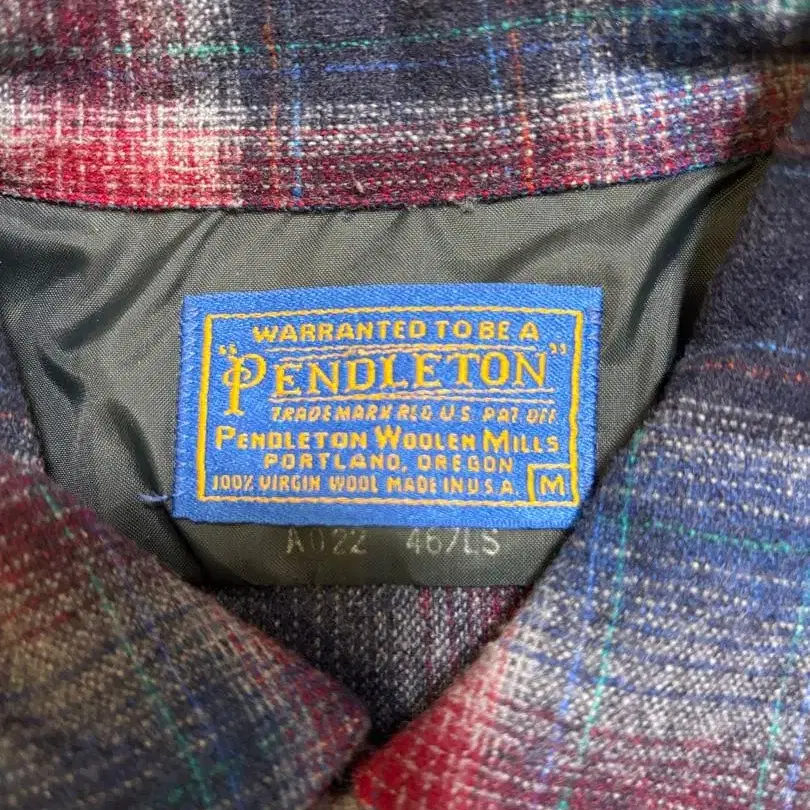 WARRANTED TO BE A
"PENDLETON"
TRADE MARK REG U.S. PAT. OFF.
PENDLETON WOOLEN MILLS
PORTLAND, OREGON
100% VIRGIN WOOL MADE IN U.S.A. M
A022 467LS